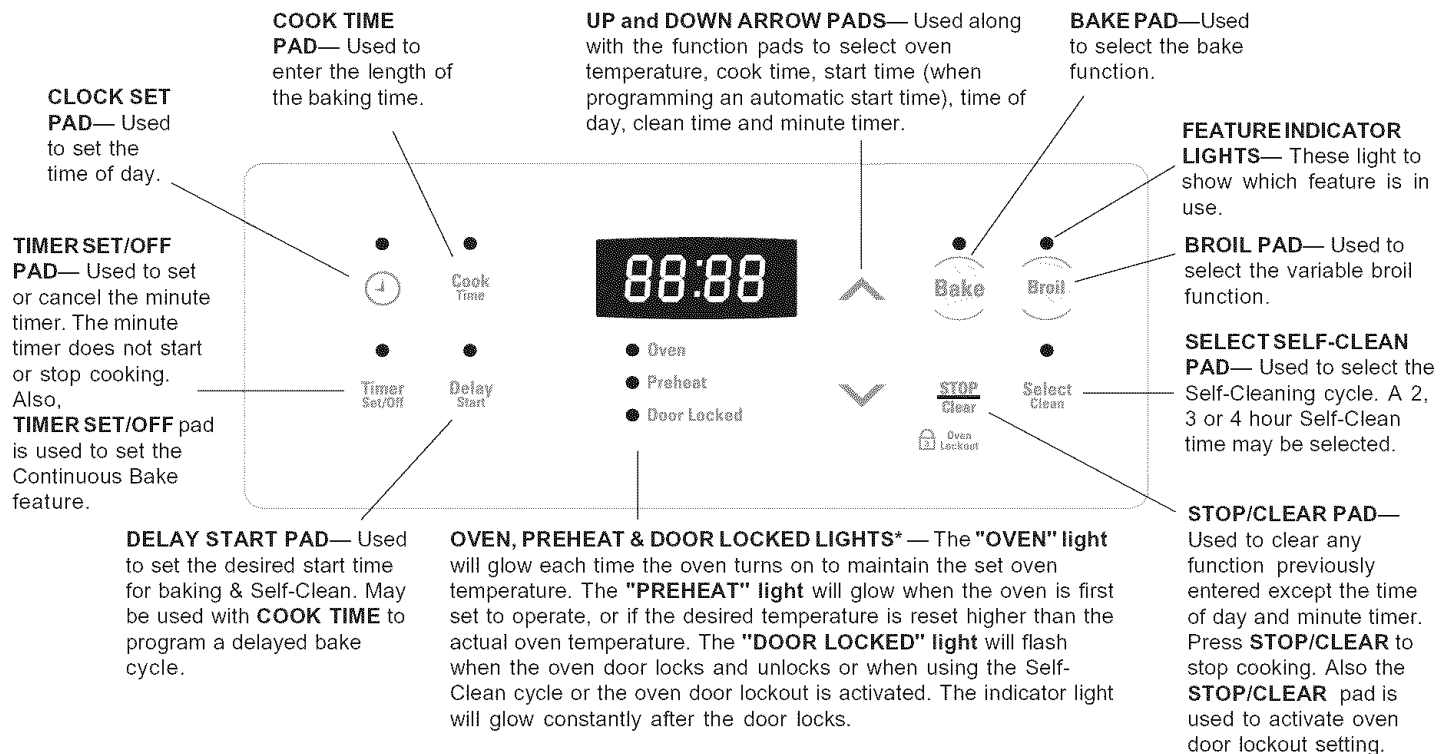 COOK TIME
PAD— Used to
enter the length of
the baking time.
UP and DOWN ARROW PADS— Used along
with the function pads to select oven
temperature, cook time, start time (when
programming an automatic start time), time of
day, clean time and minute timer.
BAKE PAD—Used
to select the bake
function.
CLOCK SET
PAD— Used
to set the
time of day.
FEATURE INDICATOR
LIGHTS— These light to
show which feature is in
use.
TIMER SET/OFF
PAD— Used to set
or cancel the minute
timer. The minute
timer does not start
or stop cooking.
Also,
TIMER SET/OFF pad
is used to set the
Continuous Bake
feature.
Cook
Time
88:88
Bake
Broil
BROIL PAD— Used to
select the variable broil
function.
Timer
Set/Off
Delay
Start
Oven
Preheat
Door Locked
STOP
Clear
Oven
Lockout
Select
Clean
SELECT SELF-CLEAN
PAD— Used to select the
Self-Cleaning cycle. A 2,
3 or 4 hour Self-Clean
time may be selected.
DELAY START PAD— Used
to set the desired start time
for baking & Self-Clean. May
be used with COOK TIME to
program a delayed bake
cycle.
OVEN, PREHEAT & DOOR LOCKED LIGHTS* — The "OVEN" light
will glow each time the oven turns on to maintain the set oven
temperature. The "PREHEAT" light will glow when the oven is first
set to operate, or if the desired temperature is reset higher than the
actual oven temperature. The "DOOR LOCKED" light will flash
when the oven door locks and unlocks or when using the Self-
Clean cycle or the oven door lockout is activated. The indicator light
will glow constantly after the door locks.
STOP/CLEAR PAD—
Used to clear any
function previously
entered except the time
of day and minute timer.
Press STOP/CLEAR to
stop cooking. Also the
STOP/CLEAR pad is
used to activate oven
door lockout setting.